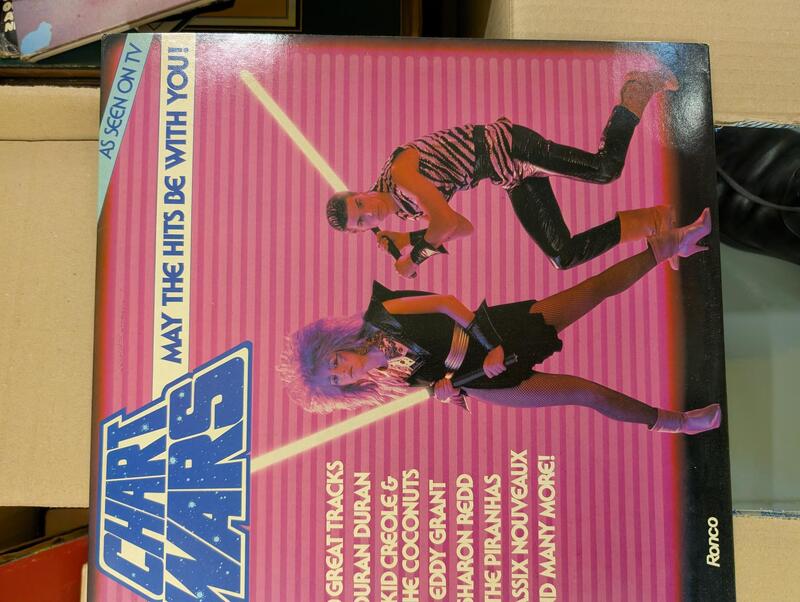 AS SEEN ON TV
MAY THE HITS BE WITH YOU!
CHART
WARS
GREAT TRACKS
DURAN DURAN
KID CREOLE &
THE COCONUTS
EDDY GRANT
SHARON REDD
THE PIRANHAS
ASSIX NOUVEAUX
ND MANY MORE!
Ronco